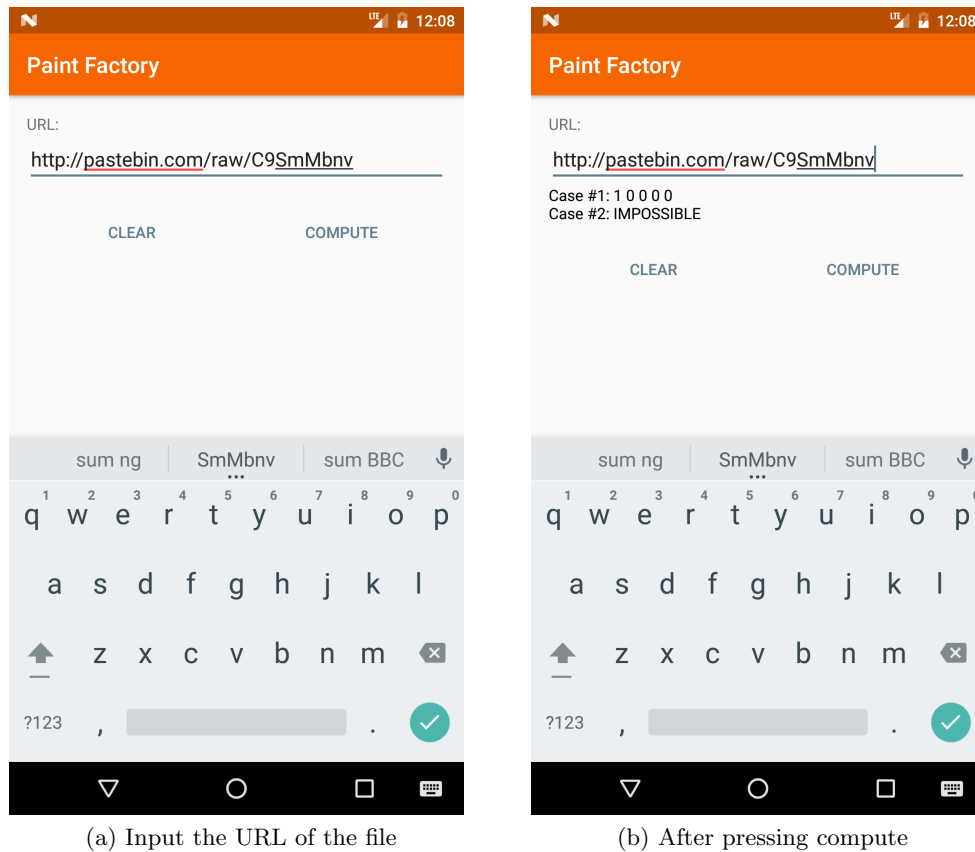 LTE 12:08
Paint Factory
URL:
http://pastebin.com/raw/C9SmMbnv
CLEAR COMPUTE
sum ng SmMbnv sum BBC
1 2 3 4 5 6 7 8 9 0
q w e r t y u i o p
a s d f g h j k l
z x c v b n m
?123 , .
(a) Input the URL of the file
LTE 12:08
Paint Factory
URL:
http://pastebin.com/raw/C9SmMbnv
Case #1: 1 0 0 0 0
Case #2: IMPOSSIBLE
CLEAR COMPUTE
sum ng SmMbnv sum BBC
1 2 3 4 5 6 7 8 9 0
q w e r t y u i o p
a s d f g h j k l
z x c v b n m
?123 , .
(b) After pressing compute